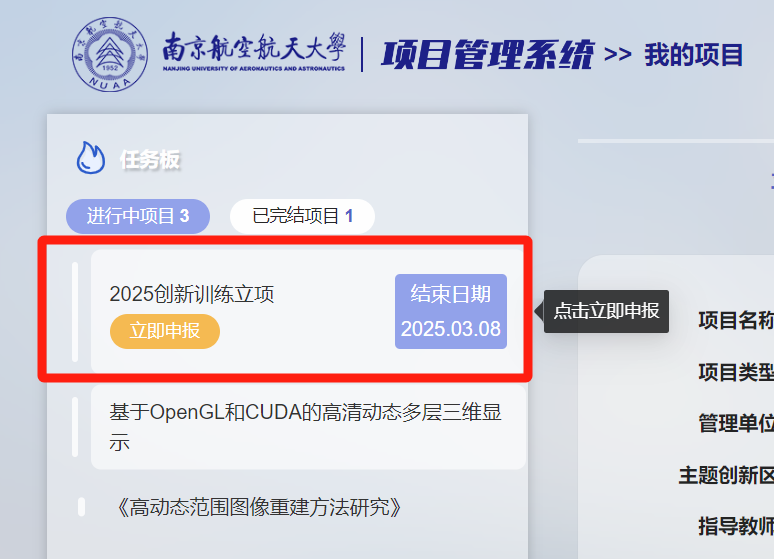 南京航空航天大学
NANJING UNIVERSITY OF AERONAUTICS AND ASTRONAUTICS
1952
NUAA
项目管理系统 >> 我的项目
任务板
进行中项目 3
已完结项目 1
2025创新训练立项
立即申报
结束日期
2025.03.08
点击立即申报
基于OpenGL和CUDA的高清动态多层三维显
示
《高动态范围图像重建方法研究》
项目名称
项目类型
管理单位
主题创新区
指导教师